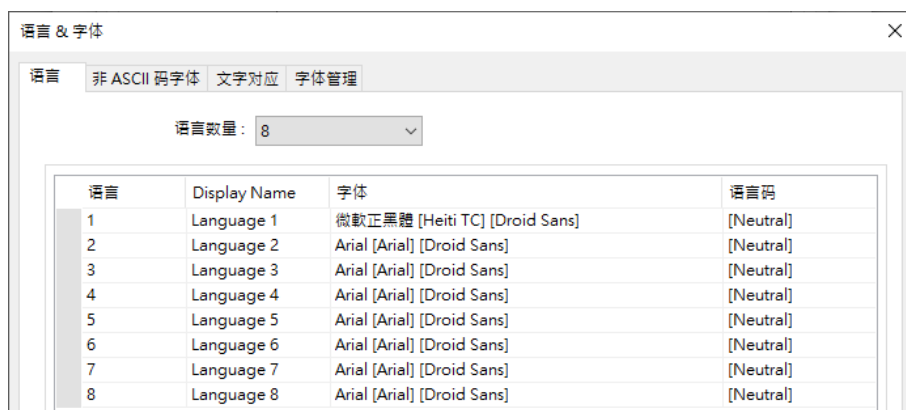 语言 & 字体
语言 非 ASCII 码字体 文字对应 字体管理
语言数量 : 8
语言 Display Name 字体 语言码
1 Language 1 微軟正黑體 [Heiti TC] [Droid Sans] [Neutral]
2 Language 2 Arial [Arial] [Droid Sans] [Neutral]
3 Language 3 Arial [Arial] [Droid Sans] [Neutral]
4 Language 4 Arial [Arial] [Droid Sans] [Neutral]
5 Language 5 Arial [Arial] [Droid Sans] [Neutral]
6 Language 6 Arial [Arial] [Droid Sans] [Neutral]
7 Language 7 Arial [Arial] [Droid Sans] [Neutral]
8 Language 8 Arial [Arial] [Droid Sans] [Neutral]